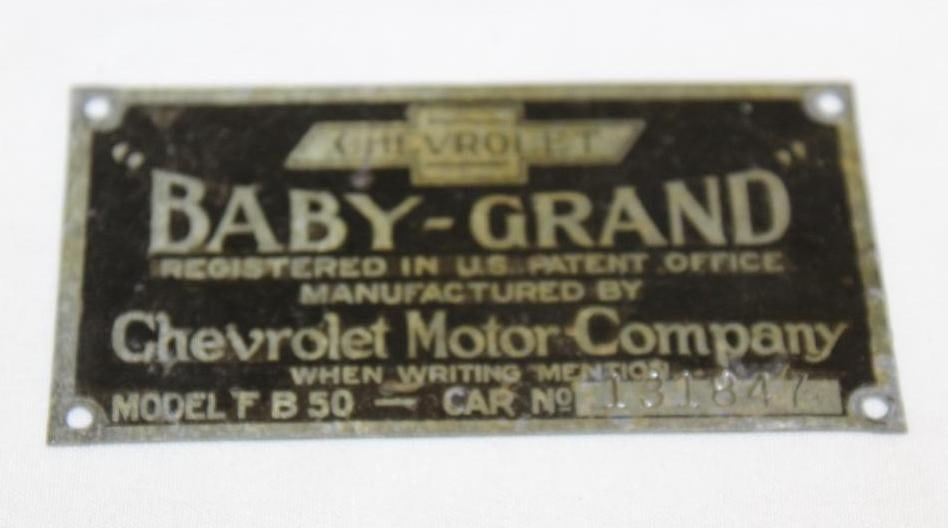 CHEVROLET
"BABY-GRAND"
REGISTERED IN U.S. PATENT OFFICE
MANUFACTURED BY
Chevrolet Motor Company
WHEN WRITING MENTION
MODEL F B 50 — CAR Nº 131847